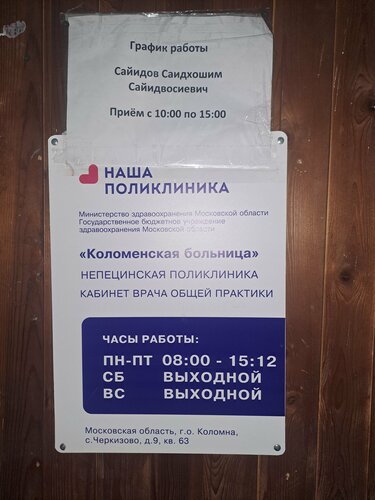 График работы
Сайидов Саидхошим
Сайидвосиевич
Приём с 10:00 по 15:00
НАША
ПОЛИКЛИНИКА
Министерство здравоохранения Московской области
Государственное бюджетное учреждение
здравоохранения Московской области
«Коломенская больница»
НЕПЕЦИНСКАЯ ПОЛИКЛИНИКА
КАБИНЕТ ВРАЧА ОБЩЕЙ ПРАКТИКИ
ЧАСЫ РАБОТЫ:
ПН-ПТ 08:00 - 15:12
СБ ВЫХОДНОЙ
ВС ВЫХОДНОЙ
Московская область, г.о. Коломна,
с.Черкизово, д.9, кв. 63